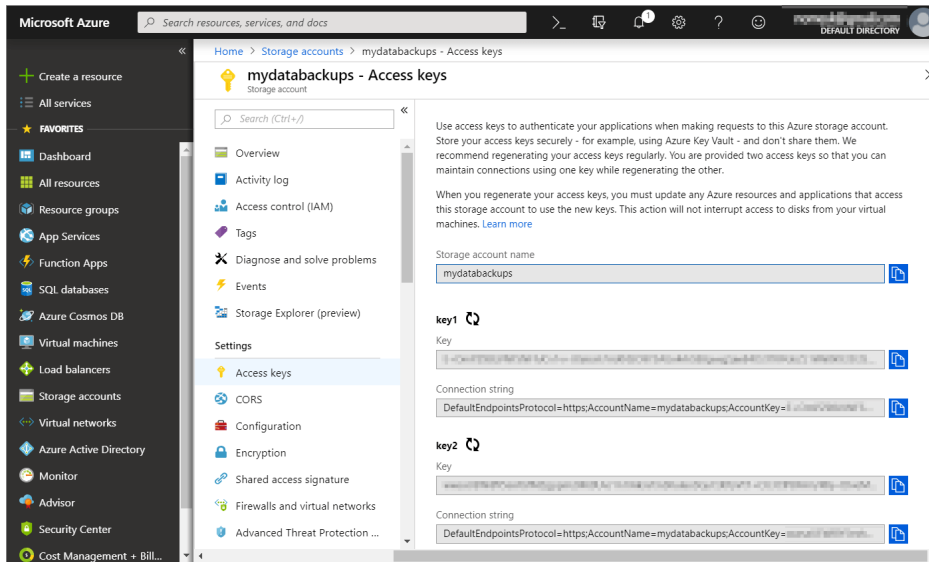 Microsoft Azure
Search resources, services, and docs
1
DEFAULT DIRECTORY
Create a resource
All services
FAVORITES
Dashboard
All resources
Resource groups
App Services
Function Apps
SQL databases
Azure Cosmos DB
Virtual machines
Load balancers
Storage accounts
Virtual networks
Azure Active Directory
Monitor
Advisor
Security Center
Cost Management + Bill...
Home > Storage accounts > mydatabackups - Access keys
mydatabackups - Access keys
Storage account
Search (Ctrl+/)
Overview
Activity log
Access control (IAM)
Tags
Diagnose and solve problems
Events
Storage Explorer (preview)
Settings
Access keys
CORS
Configuration
Encryption
Shared access signature
Firewalls and virtual networks
Advanced Threat Protection ...
Use access keys to authenticate your applications when making requests to this Azure storage account.
Store your access keys securely - for example, using Azure Key Vault - and don't share them. We
recommend regenerating your access keys regularly. You are provided two access keys so that you can
maintain connections using one key while regenerating the other.
When you regenerate your access keys, you must update any Azure resources and applications that access
this storage account to use the new keys. This action will not interrupt access to disks from your virtual
machines. Learn more
Storage account name
mydatabackups
key1
Key
Connection string
DefaultEndpointsProtocol=https;AccountName=mydatabackups;AccountKey=
key2
Key
Connection string
DefaultEndpointsProtocol=https;AccountName=mydatabackups;AccountKey=